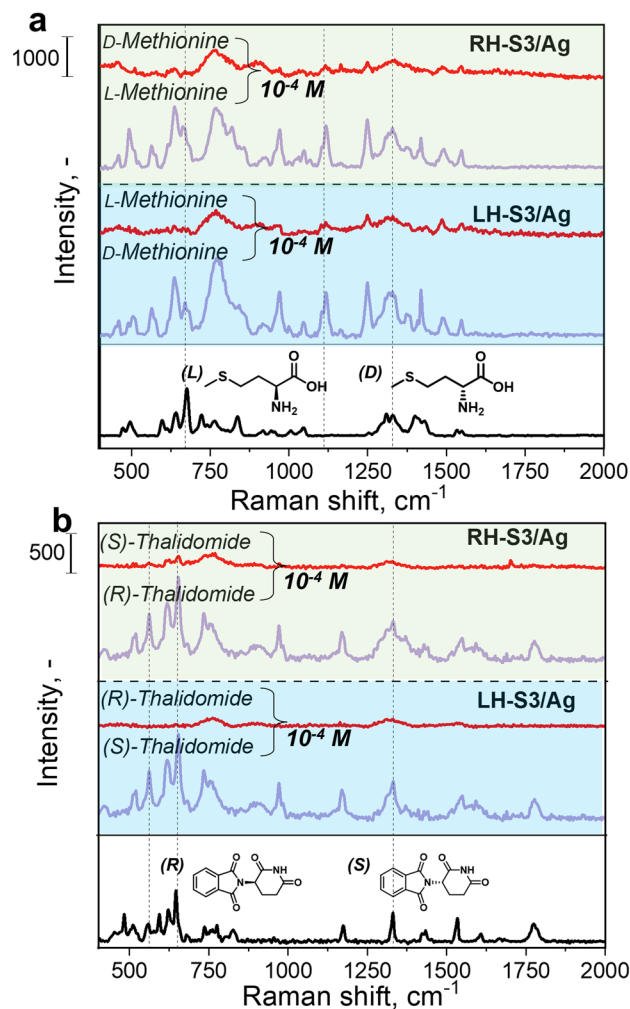 a
1000
D-Methionine
RH-S3/Ag
10-4 M
L-Methionine
L-Methionine
LH-S3/Ag
10-4 M
D-Methionine
Intensity, -
(L)
S
O
OH
NH2
(D)
S
O
OH
NH2
500 750 1000 1250 1500 1750 2000
Raman shift, cm-1
b
500
(S)-Thalidomide
RH-S3/Ag
10-4 M
(R)-Thalidomide
(R)-Thalidomide
LH-S3/Ag
10-4 M
(S)-Thalidomide
Intensity, -
(R)
O
O
NH
N
O
O
(S)
O
O
NH
N
O
O
500 750 1000 1250 1500 1750 2000
Raman shift, cm-1